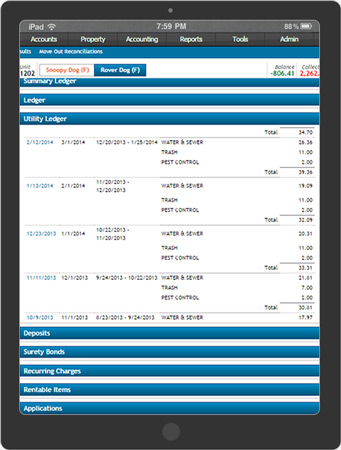 iPad 7:59 PM 88%
Accounts Property Accounting Reports Tools Admin
sults Move Out Reconciliations
Unit Balance Collec
1202 Snoopy Dog (F) Rover Dog (F) -806.41 2,262.
Summary Ledger
Ledger
Utility Ledger
Total 34.70
2/12/2014 3/1/2014 12/20/2013 - 1/25/2014 WATER & SEWER 26.36
TRASH 11.00
PEST CONTROL 2.00
Total 39.36
1/13/2014 2/1/2014 11/20/2013 - 12/20/2013 WATER & SEWER 19.09
TRASH 11.00
PEST CONTROL 2.00
Total 32.09
12/23/2013 1/1/2014 10/22/2013 - 11/20/2013 WATER & SEWER 20.31
TRASH 11.00
PEST CONTROL 2.00
Total 33.31
11/11/2013 12/1/2013 9/24/2013 - 10/22/2013 WATER & SEWER 21.81
TRASH 7.00
PEST CONTROL 2.00
Total 30.81
10/9/2013 11/1/2013 8/23/2013 - 9/24/2013 WATER & SEWER 17.97
Deposits
Surety Bonds
Recurring Charges
Rentable Items
Applications